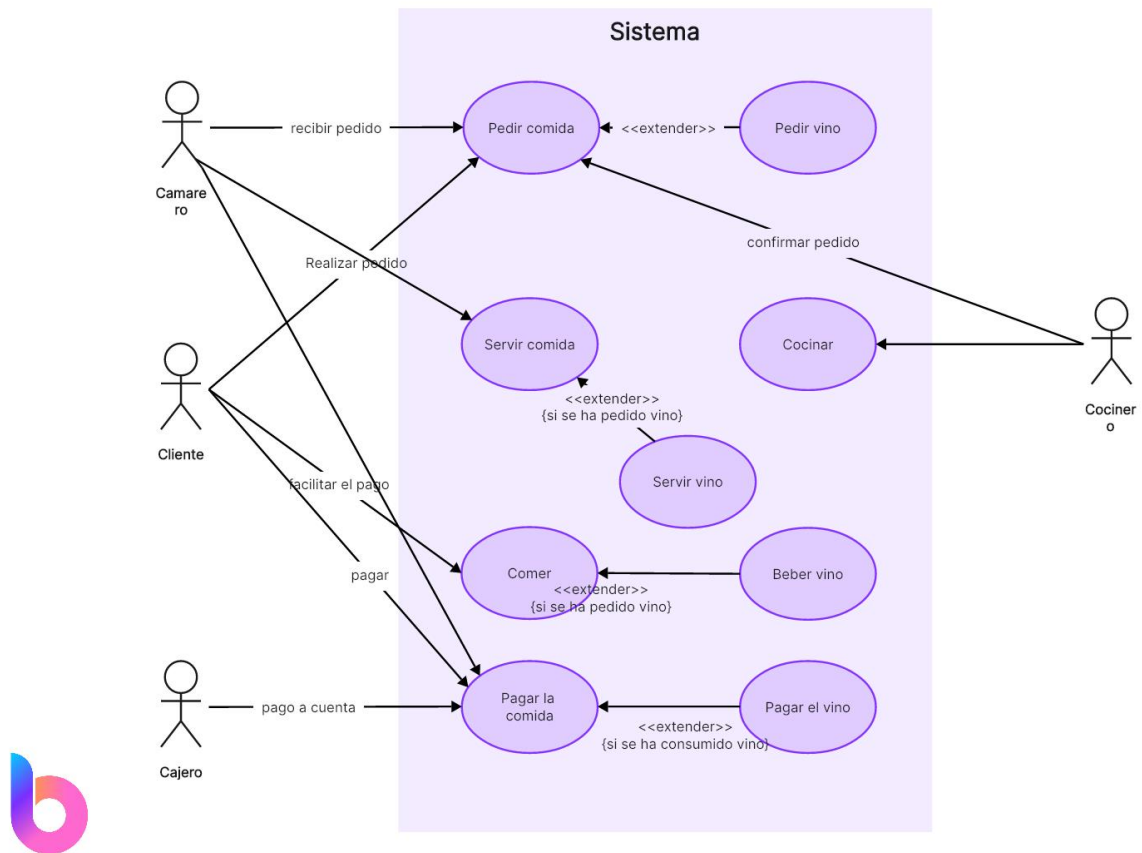 Sistema
recibir pedido
Pedir comida
<<extender>>
Pedir vino
Camare
ro
confirmar pedido
Realizar pedido
Servir comida
Cocinar
<<extender>>
{si se ha pedido vino}
Cociner
o
Cliente
facilitar el pago
Servir vino
pagar
Comer
Beber vino
<<extender>>
{si se ha pedido vino}
pago a cuenta
Pagar la
comida
Pagar el vino
<<extender>>
{si se ha consumido vino}
Cajero
b